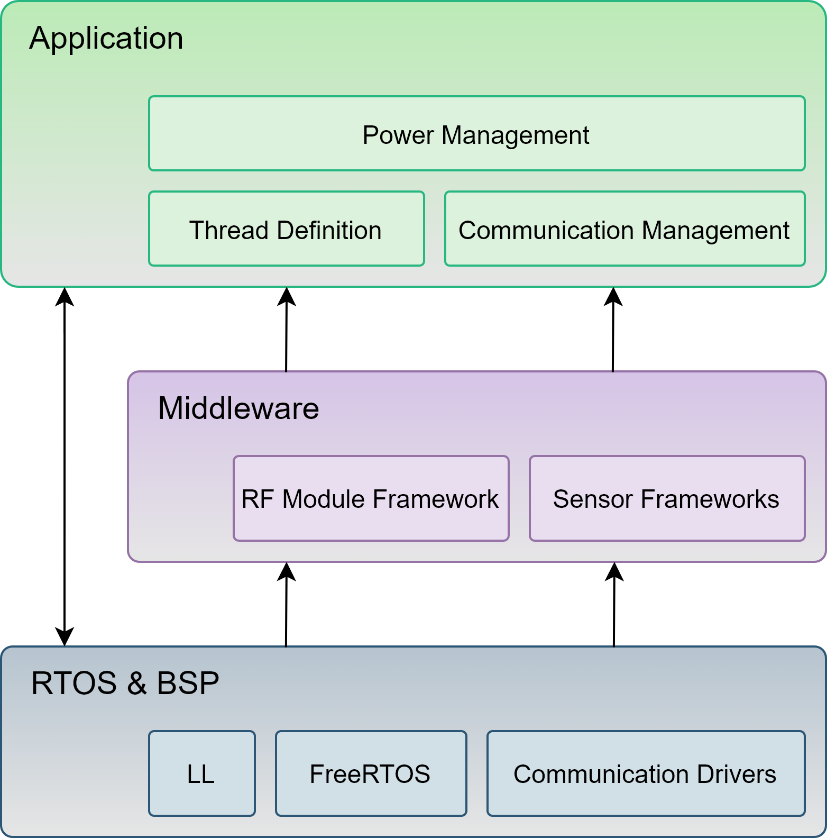 Application
Power Management
Thread Definition
Communication Management
Middleware
RF Module Framework
Sensor Frameworks
RTOS & BSP
LL
FreeRTOS
Communication Drivers